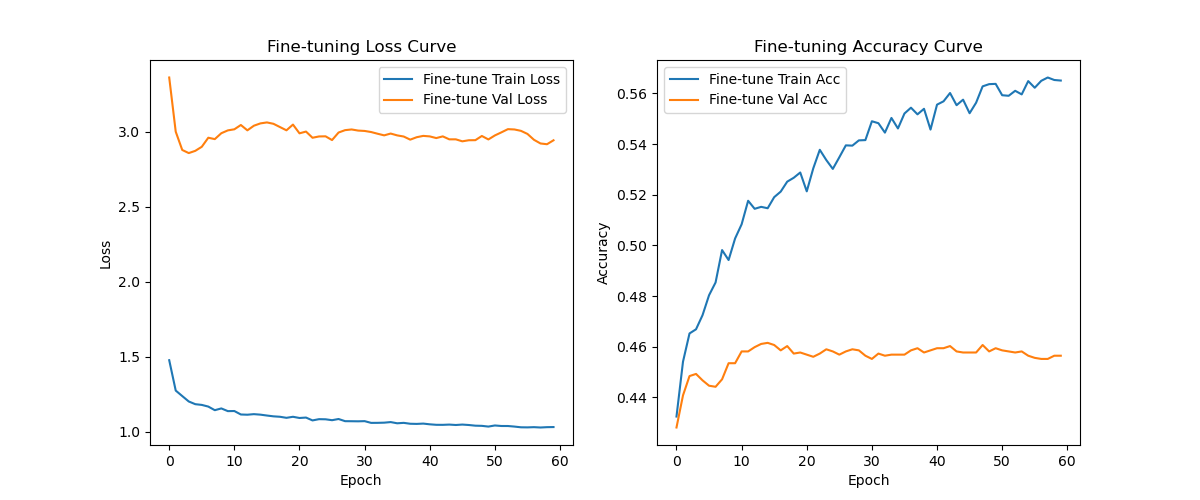 Fine-tuning Loss Curve
Fine-tune Train Loss
Fine-tune Val Loss
3.0
2.5
2.0
1.5
1.0
Loss
0 10 20 30 40 50 60
Epoch
Fine-tuning Accuracy Curve
Fine-tune Train Acc
Fine-tune Val Acc
0.56
0.54
0.52
0.50
0.48
0.46
0.44
Accuracy
0 10 20 30 40 50 60
Epoch